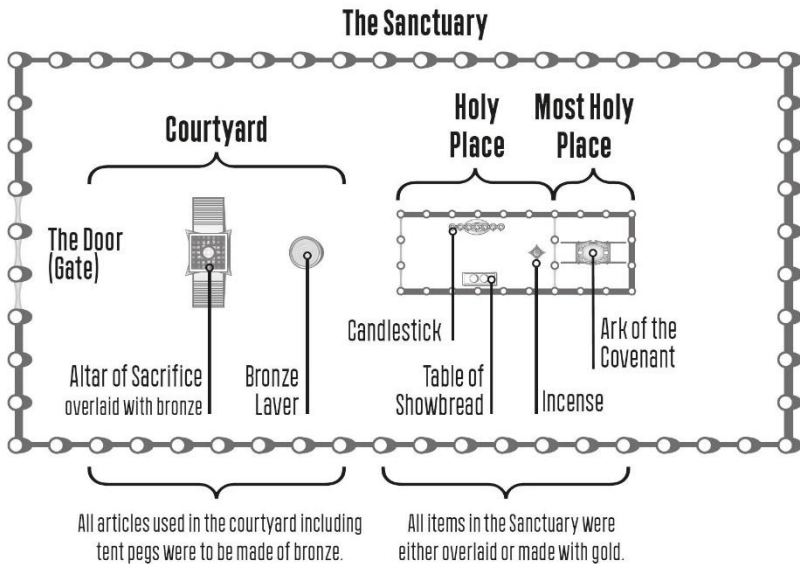 The Sanctuary
Courtyard
Holy
Place
Most Holy
Place
The Door
(Gate)
Altar of Sacrifice
overlaid with bronze
Bronze
Laver
Candlestick
Table of
Showbread
Incense
Ark of the
Covenant
All articles used in the courtyard including
tent pegs were to be made of bronze.
All items in the Sanctuary were
either overlaid or made with gold.